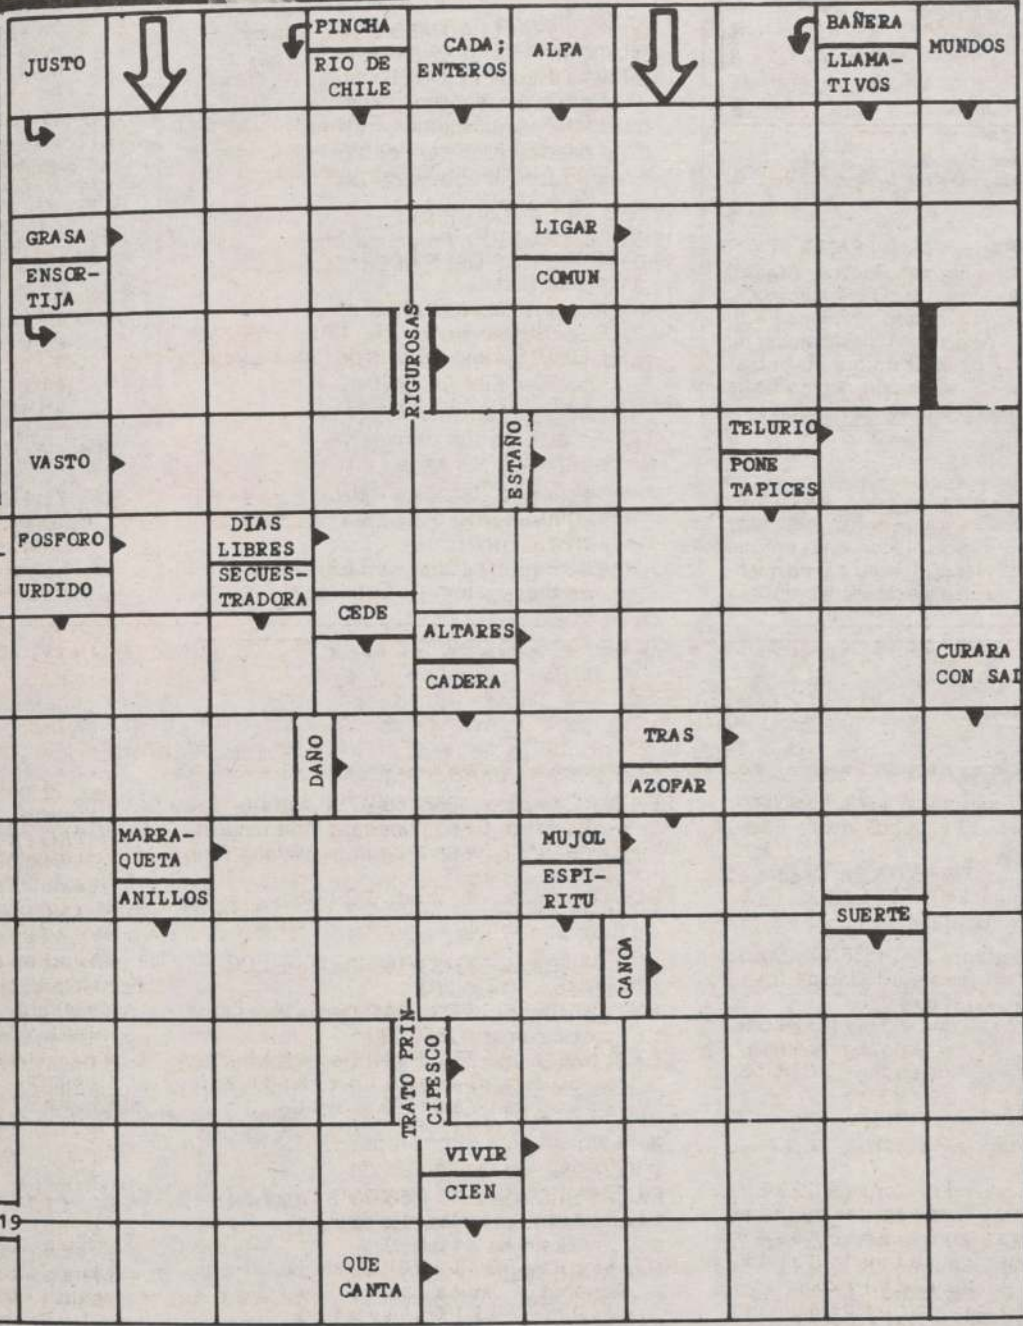 JUSTO
PINCHA
RIO DE
CHILE
CADA;
ENTEROS
ALFA
BAÑERA
LLAMA-
TIVOS
MUNDOS
GRASA
ENSOR-
TIJA
LIGAR
COMUN
RIGUROSAS
VASTO
ESTAÑO
TELURIO
PONE
TAPICES
FOSFORO
URDIDO
DIAS
LIBRES
SECUES-
TRADORA
CEDE
ALTARES
CADERA
CURARA
CON SAL
DAÑO
TRAS
AZOFAR
MARRA-
QUETA
ANILLOS
MUJOL
ESPI-
RITU
SUERTE
CANOA
TRATO PRIN-
CIPESCO
VIVIR
CIEN
19
QUE
CANTA